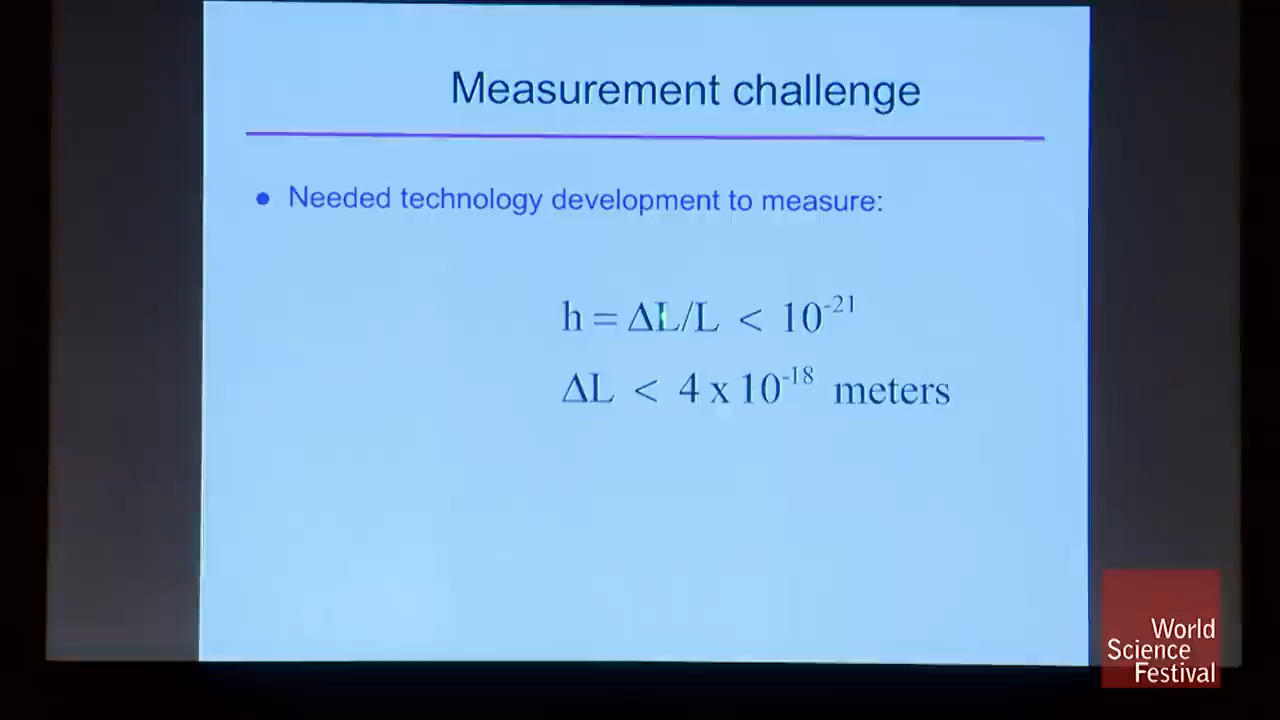 Measurement challenge
● Needed technology development to measure:
h = ΔL/L < 10⁻²¹
ΔL < 4 x 10⁻¹⁸ meters
World
Science
Festival